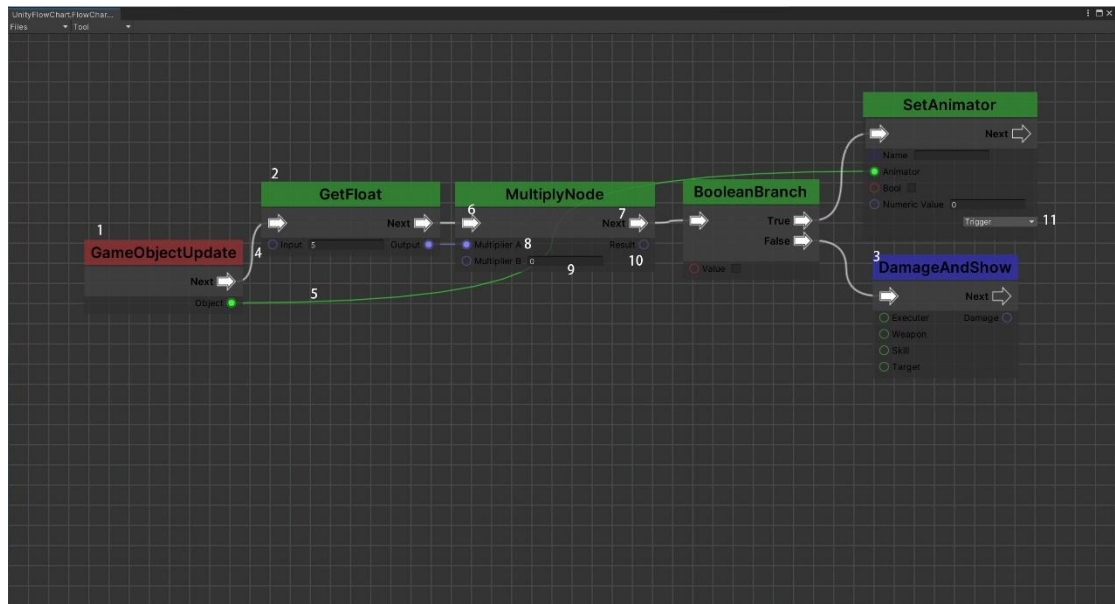 UnityFlowChart.FlowChar...
Files
Tool
1
GameObjectUpdate
Next
Object
4
5
2
GetFloat
Next
Input 5
Output
MultiplyNode
6
Next
7
Multiplier A
8
Result
Multiplier B 0
9
10
BooleanBranch
True
False
Value
SetAnimator
Next
Name
Animator
Bool
Numeric Value 0
Trigger
11
3
DamageAndShow
Next
Executer
Damage
Weapon
Skill
Target